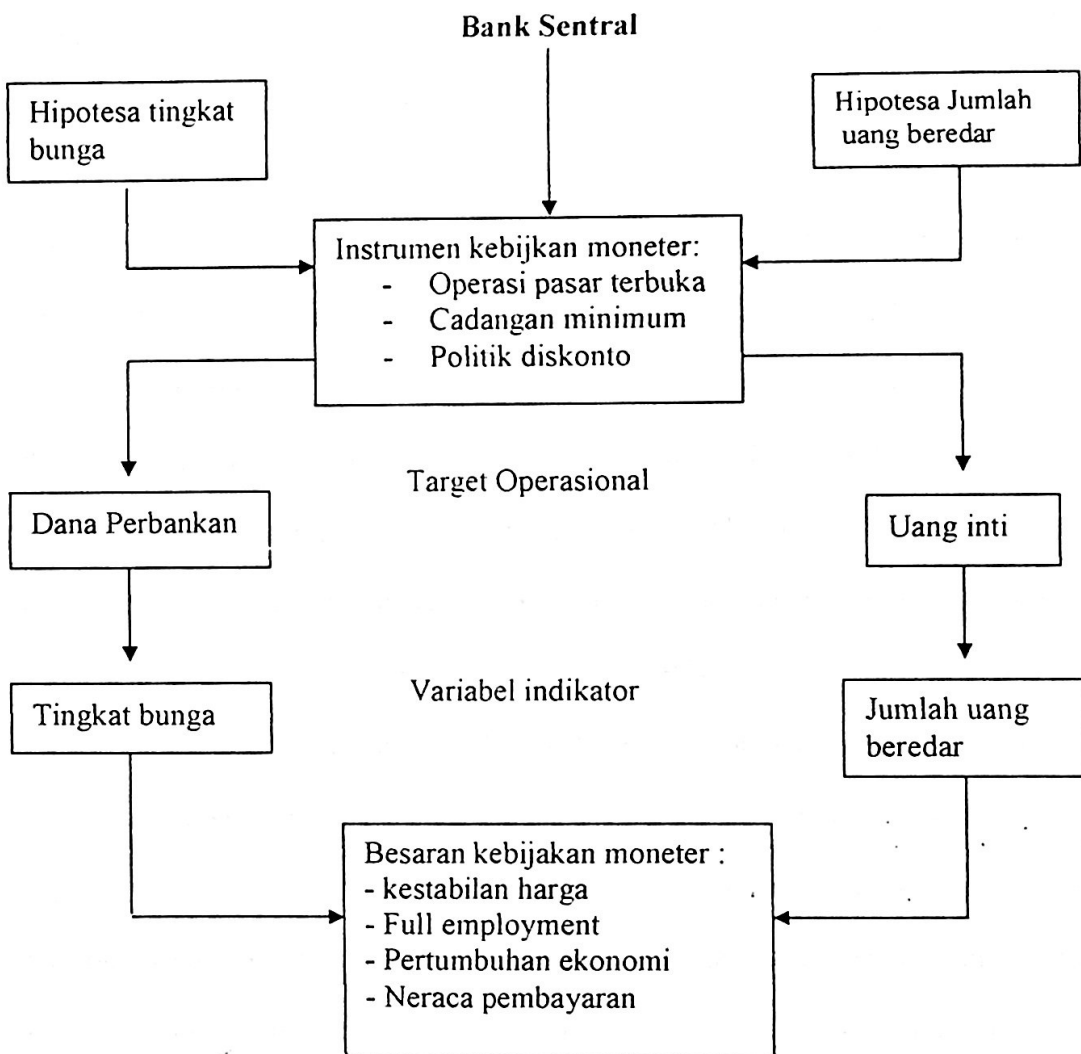 Bank Sentral
Hipotesa tingkat
bunga
Hipotesa Jumlah
uang beredar
Instrumen kebijkan moneter:
- Operasi pasar terbuka
- Cadangan minimum
- Politik diskonto
Target Operasional
Dana Perbankan
Uang inti
Variabel indikator
Tingkat bunga
Jumlah uang
beredar
Besaran kebijakan moneter :
- kestabilan harga
- Full employment
- Pertumbuhan ekonomi
- Neraca pembayaran